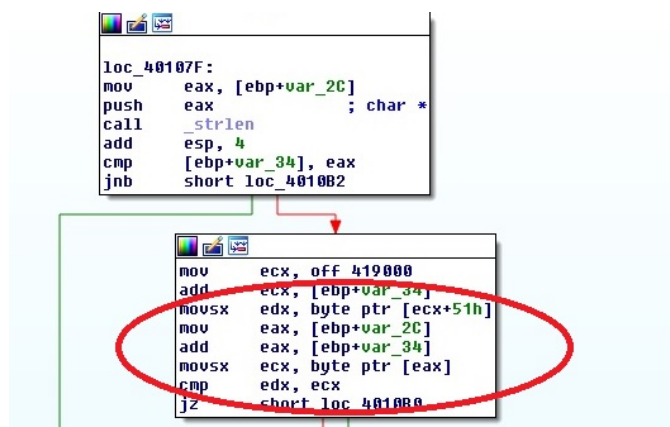 loc_40107F:
mov eax, [ebp+var_2C]
push eax ; char *
call _strlen
add esp, 4
cmp [ebp+var_34], eax
jnb short loc_4010B2
mov ecx, off_419000
add ecx, [ebp+var_34]
movsx edx, byte ptr [ecx+51h]
mov eax, [ebp+var_2C]
add eax, [ebp+var_34]
movsx ecx, byte ptr [eax]
cmp edx, ecx
jz short loc_4010B0